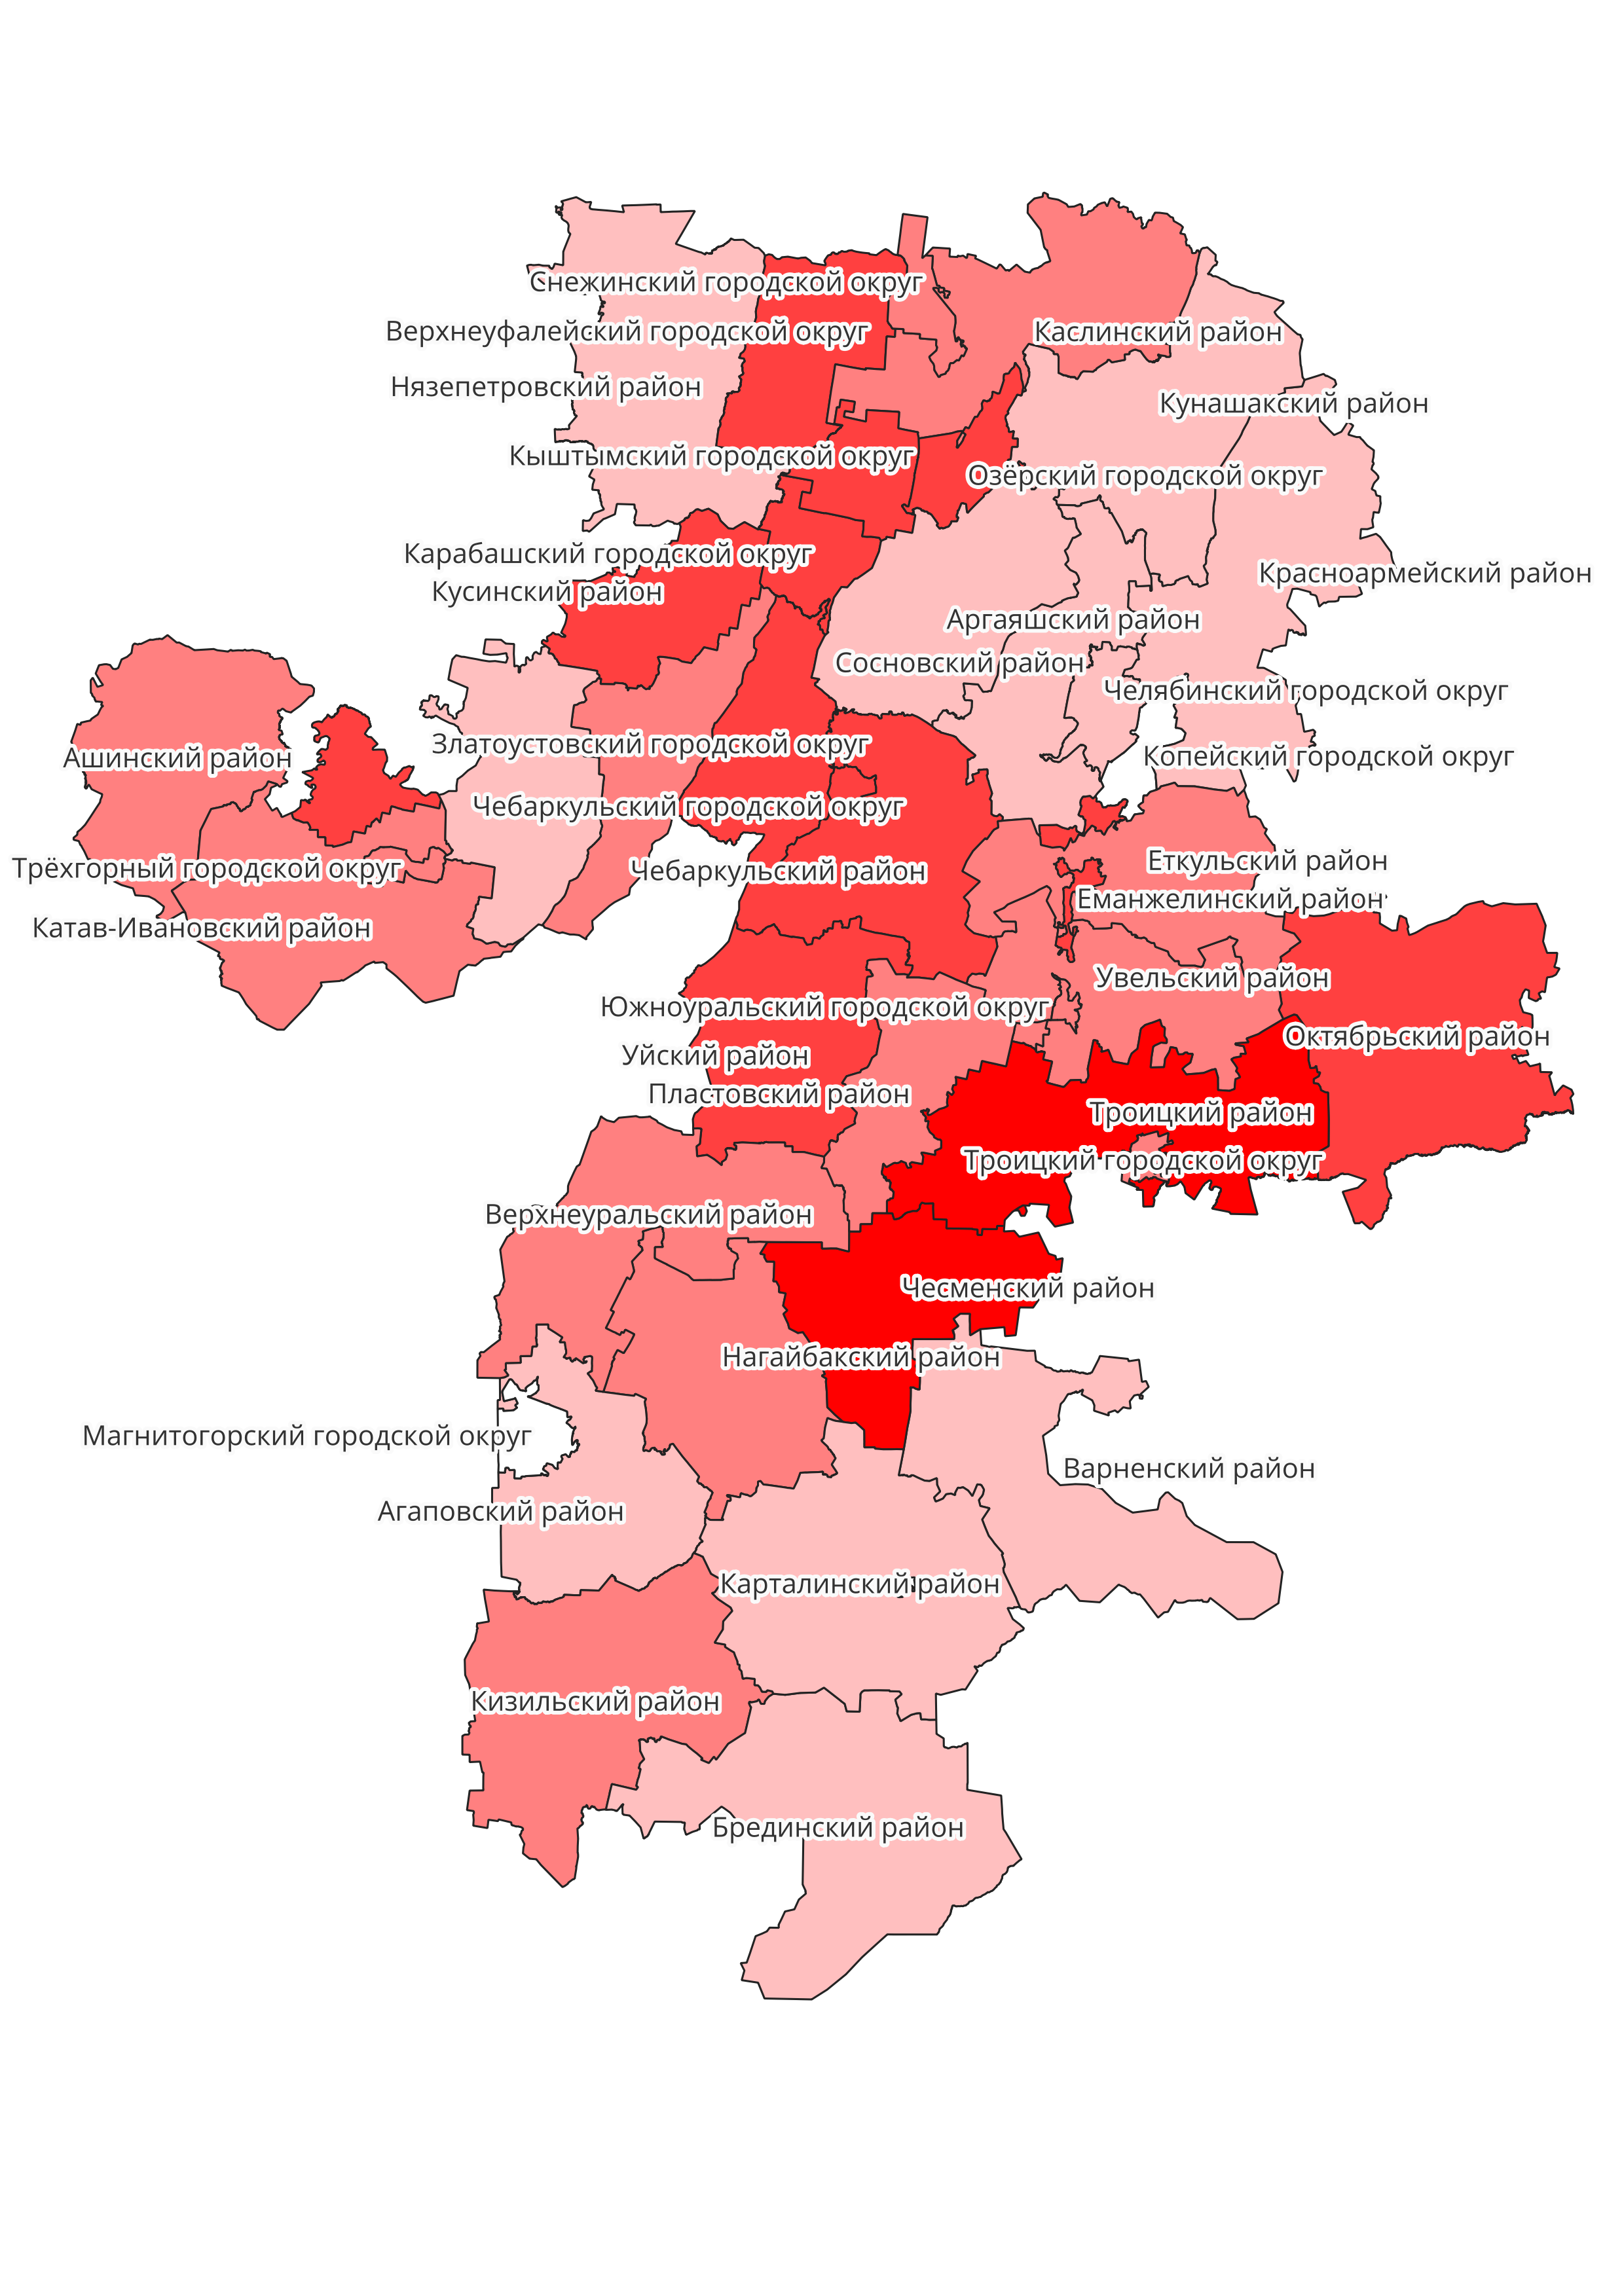 Снежинский городской округ
Верхнеуфалейский городской округ
Каслинский район
Нязепетровский район
Кунашакский район
Кыштымский городской округ
Озёрский городской округ
Карабашский городской округ
Красноармейский район
Кусинский район
Аргаяшский район
Сосновский район
Челябинский городской округ
Златоустовский городской округ
Ашинский район
Копейский городской округ
Чебаркульский городской округ
Еткульский район
Трёхгорный городской округ
Чебаркульский район
Еманжелинский район
Катав-Ивановский район
Увельский район
Южноуральский городской округ
Октябрьский район
Уйский район
Пластовский район
Троицкий район
Троицкий городской округ
Верхнеуральский район
Чесменский район
Нагайбакский район
Магнитогорский городской округ
Варненский район
Агаповский район
Карталинский район
Кизильский район
Брединский район